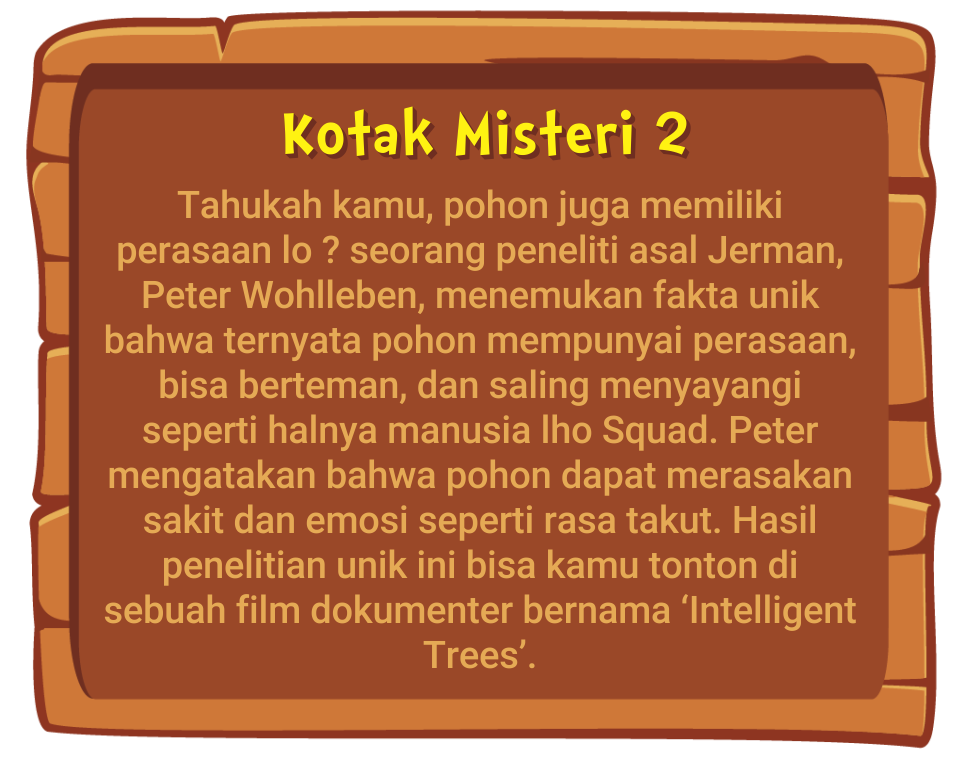 Kotak Misteri 2
Tahukah kamu, pohon juga memiliki
perasaan lo ? seorang peneliti asal Jerman,
Peter Wohlleben, menemukan fakta unik
bahwa ternyata pohon mempunyai perasaan,
bisa berteman, dan saling menyayangi
seperti halnya manusia lho Squad. Peter
mengatakan bahwa pohon dapat merasakan
sakit dan emosi seperti rasa takut. Hasil
penelitian unik ini bisa kamu tonton di
sebuah film dokumenter bernama ‘Intelligent
Trees’.